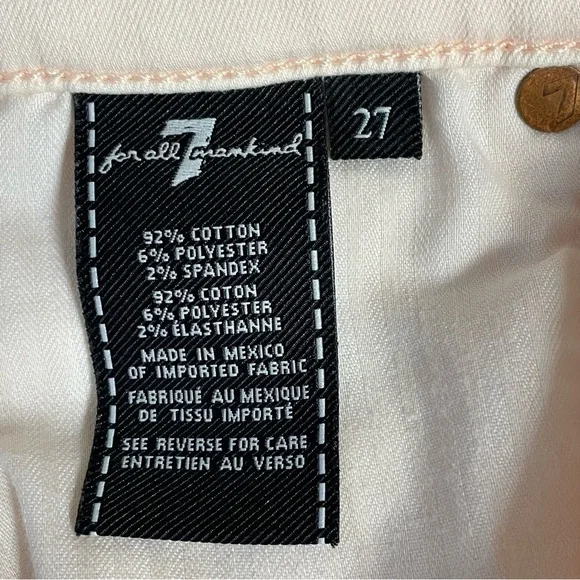 for all 7 mankind
27
92% COTTON
6% POLYESTER
2% SPANDEX
92% COTON
6% POLYESTER
2% ÉLASTHANNE
MADE IN MEXICO
OF IMPORTED FABRIC
FABRIQUÉ AU MEXIQUE
DE TISSU IMPORTÉ
SEE REVERSE FOR CARE
ENTRETIEN AU VERSO
7